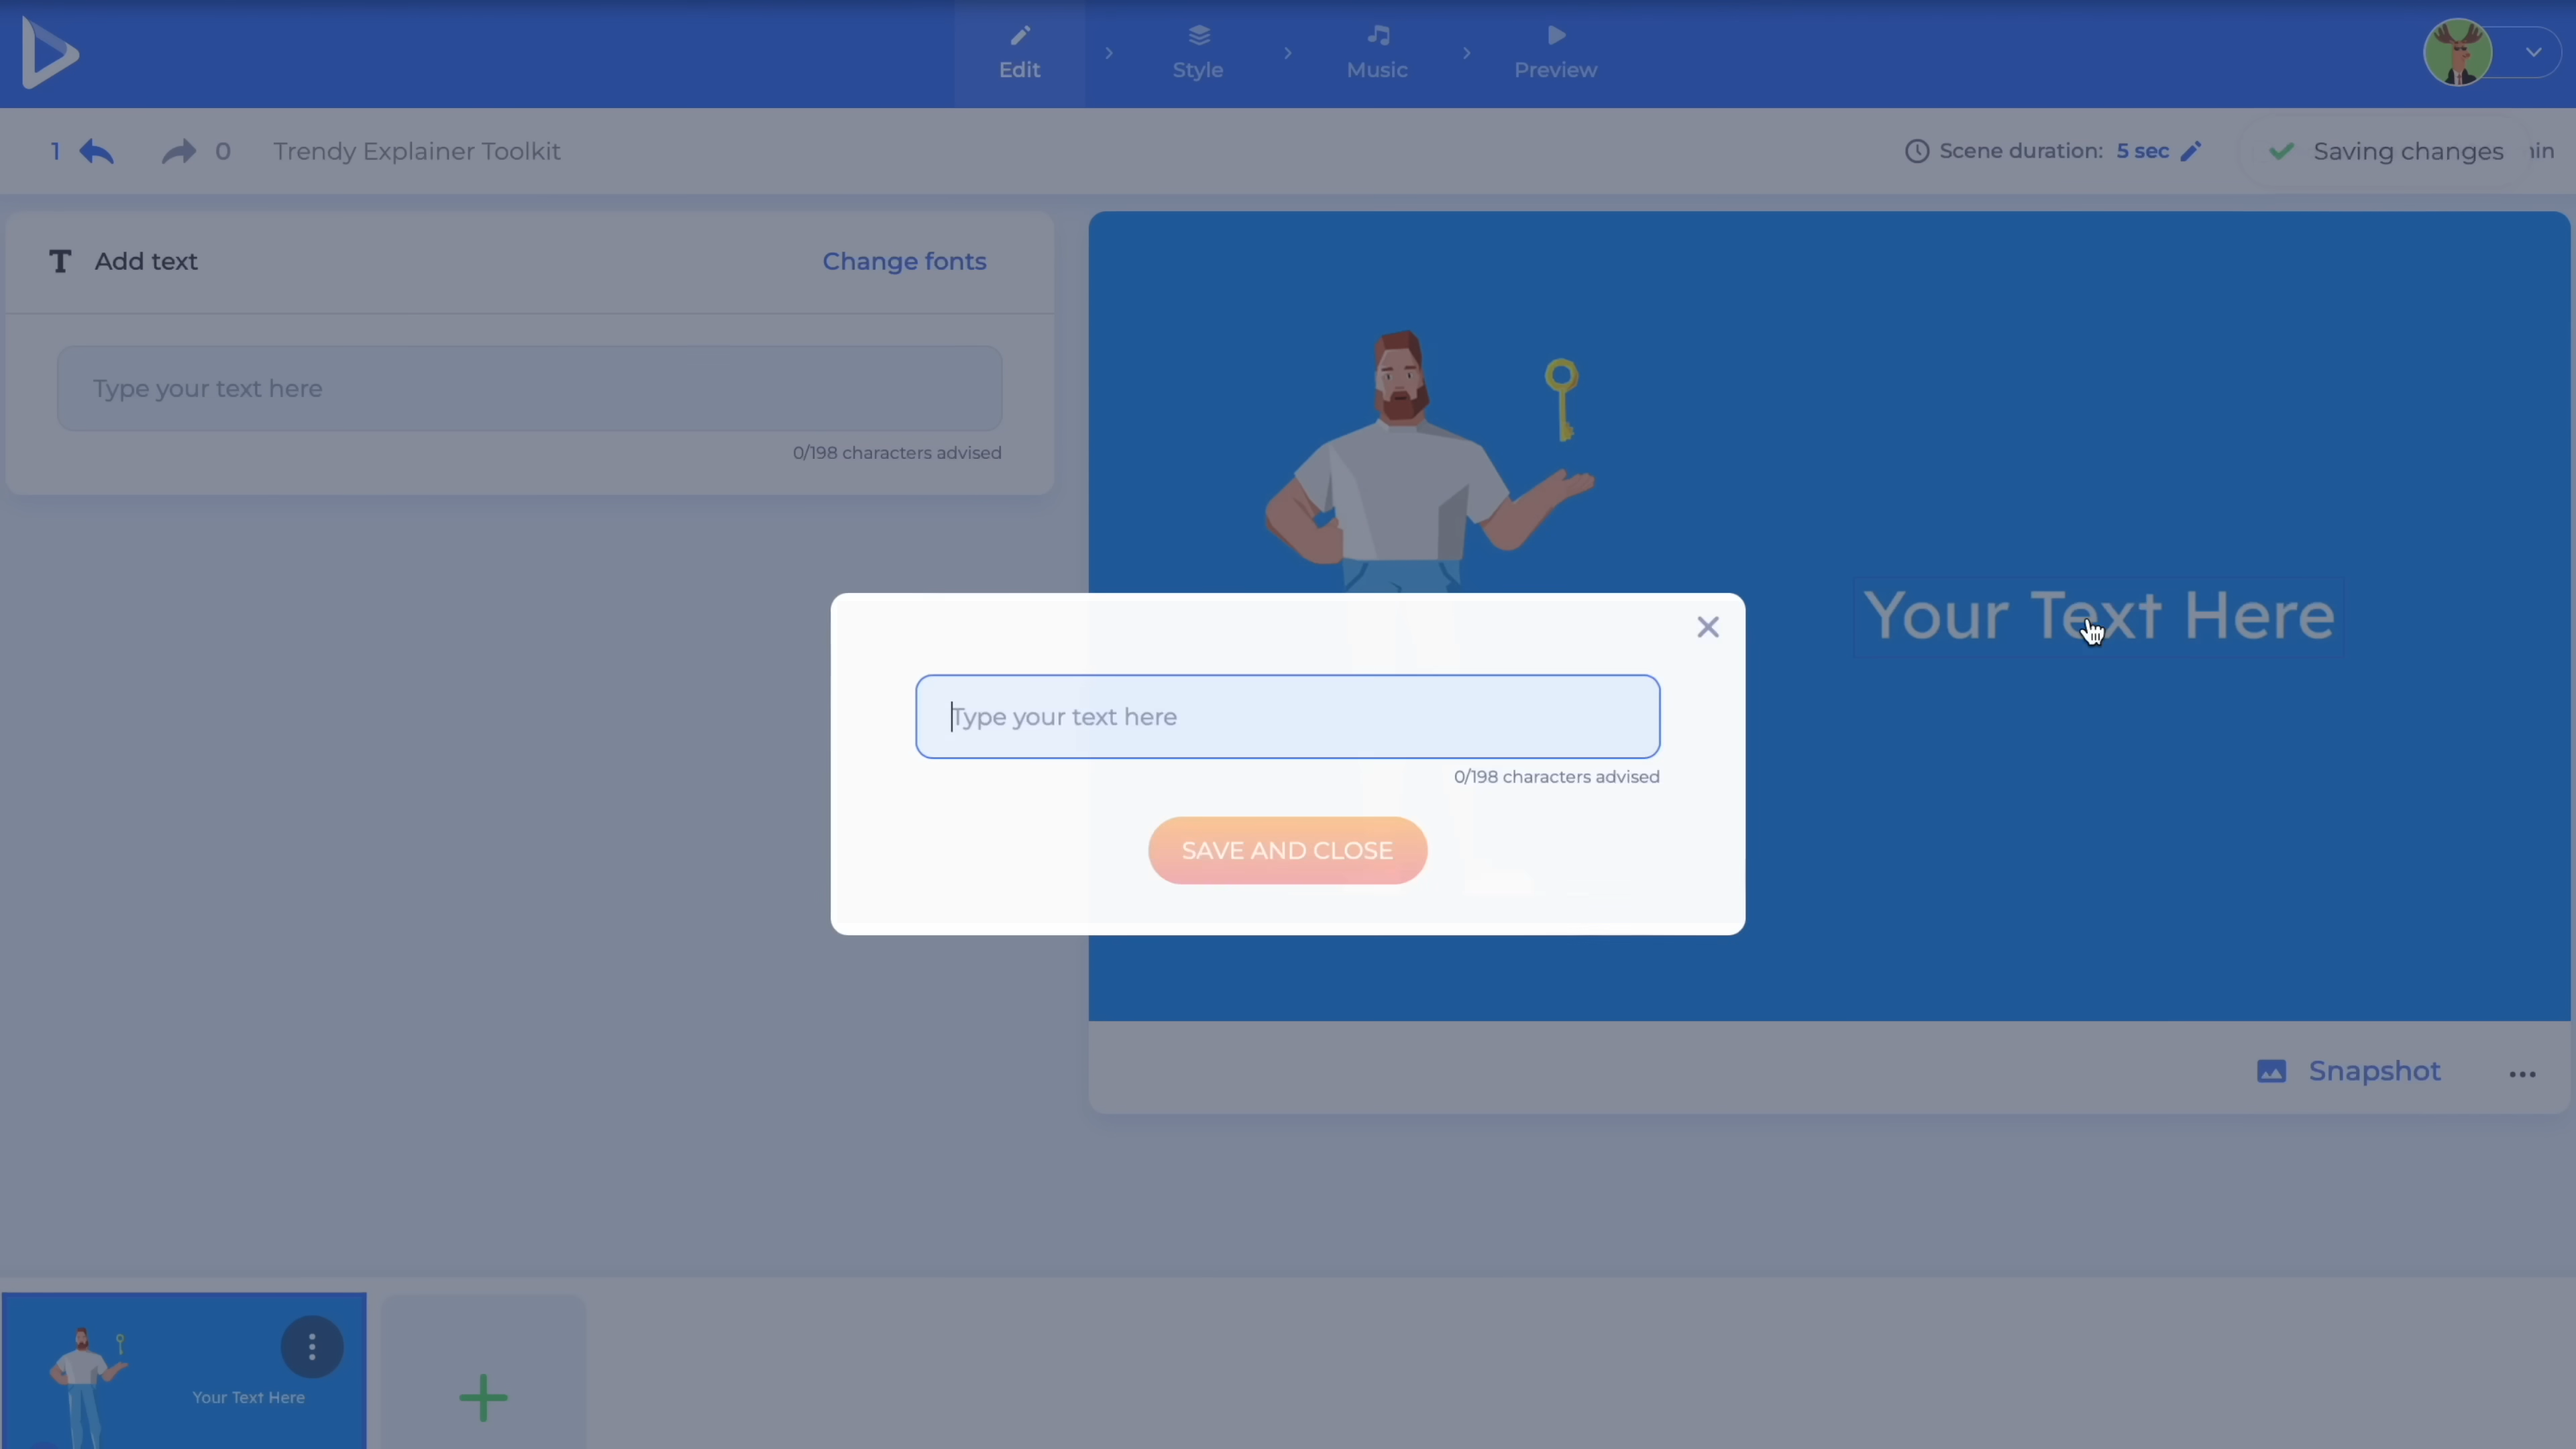 Edit
Style
Music
Preview
1
0
Trendy Explainer Toolkit
Scene duration: 5 sec
Saving changes
Add text
Change fonts
Type your text here
0/198 characters advised
Your Text Here
Type your text here
0/198 characters advised
SAVE AND CLOSE
Snapshot
Your Text Here